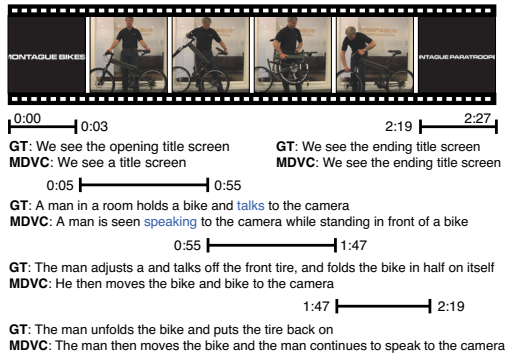 MONTAGUE BIKES
NTAGUE PARATROOP
0:00
0:03
2:19
2:27
GT: We see the opening title screen
MDVC: We see a title screen
GT: We see the ending title screen
MDVC: We see the ending title screen
0:05
0:55
GT: A man in a room holds a bike and talks to the camera
MDVC: A man is seen speaking to the camera while standing in front of a bike
0:55
1:47
GT: The man adjusts a and talks off the front tire, and folds the bike in half on itself
MDVC: He then moves the bike and bike to the camera
1:47
2:19
GT: The man unfolds the bike and puts the tire back on
MDVC: The man then moves the bike and the man continues to speak to the camera